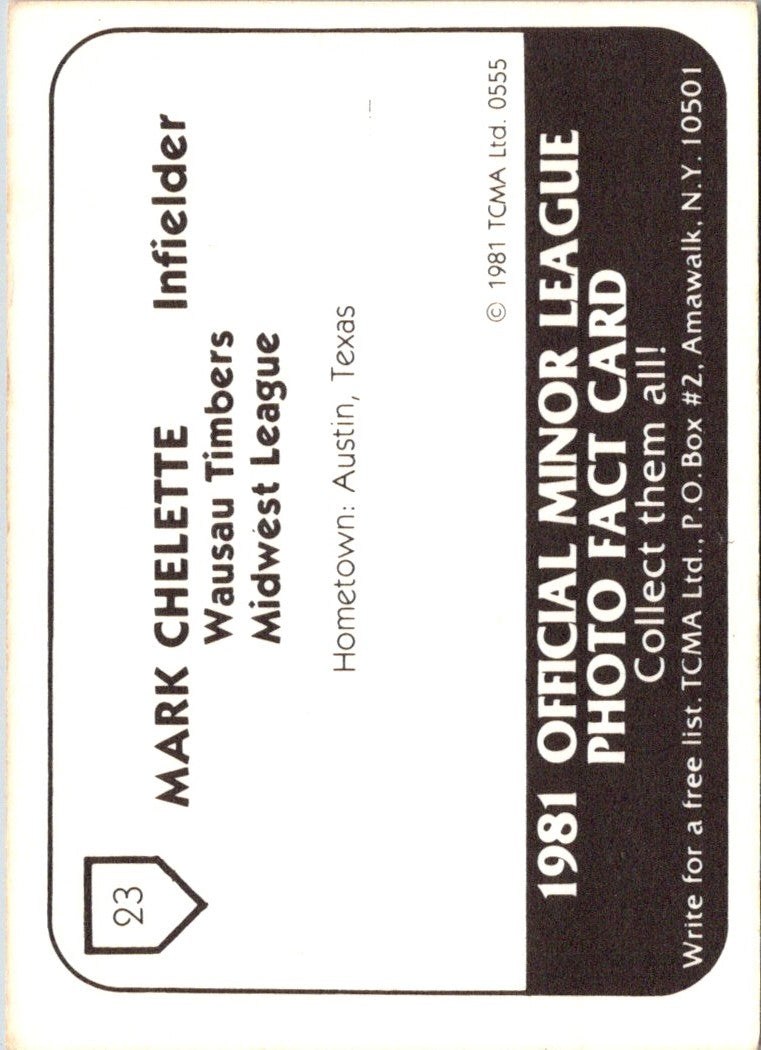 23
MARK CHELETTE Infielder
Wausau Timbers
Midwest League
Hometown: Austin, Texas
© 1981 TCMA Ltd. 0555
1981 OFFICIAL MINOR LEAGUE
PHOTO FACT CARD
Collect them all!
Write for a free list. TCMA Ltd., P.O.Box #2, Amawalk, N.Y. 10501